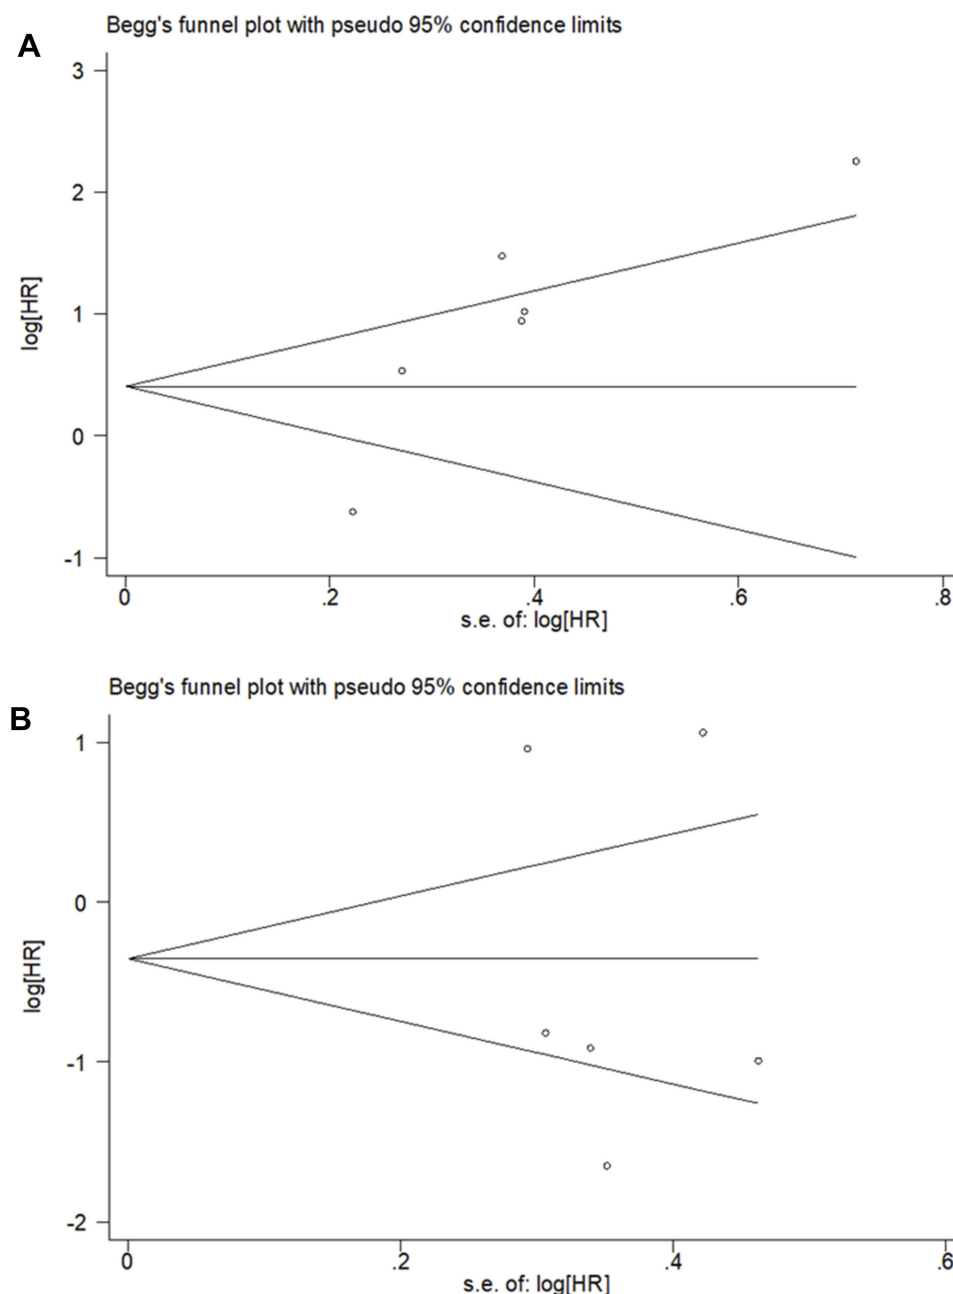 A
Begg's funnel plot with pseudo 95% confidence limits
3
2
1
0
-1
log[HR]
0 .2 .4 .6 .8
s.e. of: log[HR]
B
Begg's funnel plot with pseudo 95% confidence limits
1
0
-1
-2
log[HR]
0 .2 .4 .6
s.e. of: log[HR]